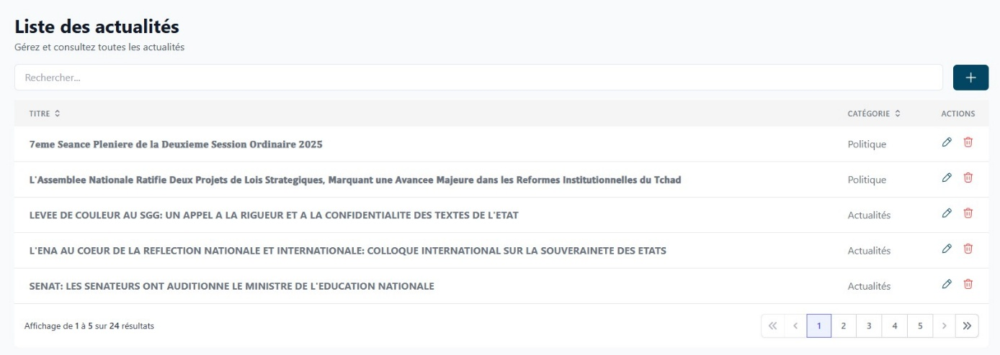 Liste des actualités
Gérez et consultez toutes les actualités
Rechercher...
TITRE CATÉGORIE ACTIONS
7eme Seance Pleniere de la Deuxieme Session Ordinaire 2025 Politique
L'Assemblee Nationale Ratifie Deux Projets de Lois Strategiques, Marquant une Avancee Majeure dans les Reformes Institutionnelles du Tchad Politique
LEVEE DE COULEUR AU SGG: UN APPEL A LA RIGUEUR ET A LA CONFIDENTIALITE DES TEXTES DE L'ETAT Actualités
L'ENA AU COEUR DE LA REFLECTION NATIONALE ET INTERNATIONALE: COLLOQUE INTERNATIONAL SUR LA SOUVERAINETE DES ETATS Actualités
SENAT: LES SENATEURS ONT AUDITIONNE LE MINISTRE DE L'EDUCATION NATIONALE Actualités
Affichage de 1 à 5 sur 24 résultats 1 2 3 4 5